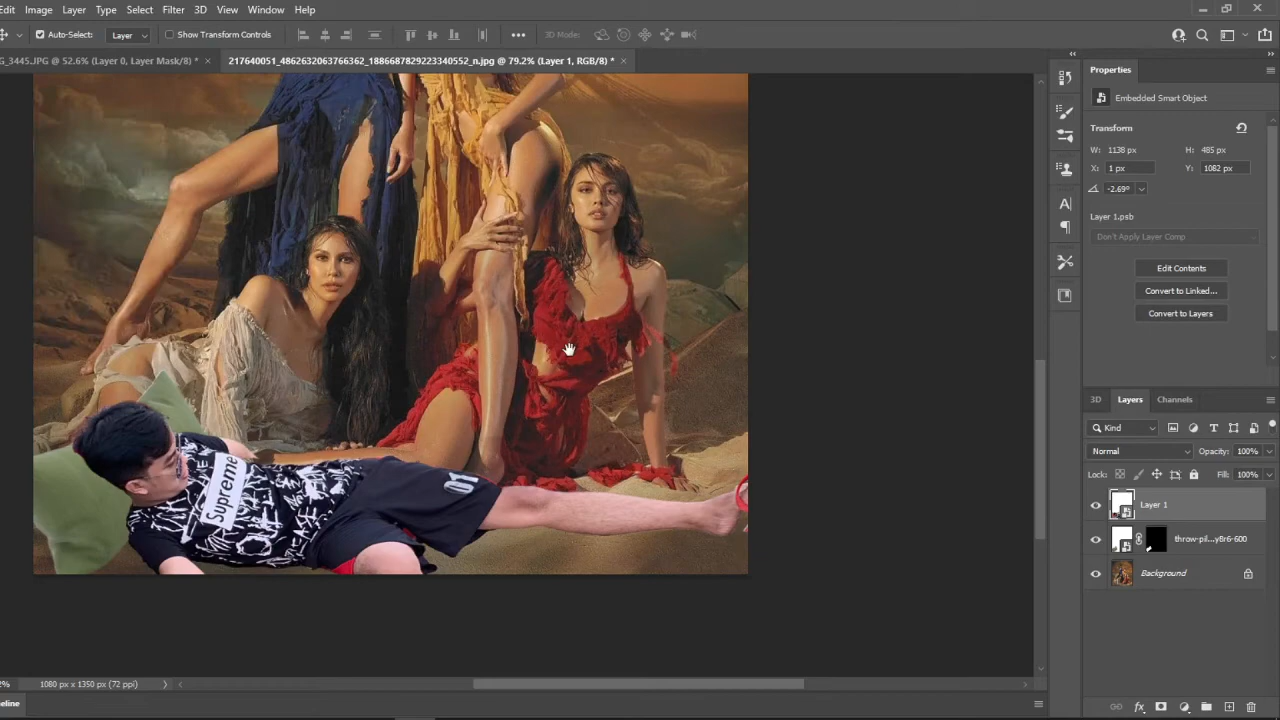 Edit Image Layer Type Select Filter 3D View Window Help
Auto-Select: Layer Show Transform Controls 3D Mode:
G_3445.JPG @ 52.6% (Layer 0, Layer Mask/8) * × 217640051_4862632063766362_1886687829223340552_n.jpg @ 79.2% (Layer 1, RGB/8) * ×
Properties
Embedded Smart Object
Transform
W: 1138 px H: 485 px
X: 1 px Y: 1082 px
-2.69°
Layer 1.psb
Don't Apply Layer Comp
Edit Contents
Convert to Linked...
Convert to Layers
3D Layers Channels
Kind
Normal Opacity: 100%
Lock: Fill: 100%
Layer 1
throw-pil...y8r6-600
Background
Supreme
01
2% 1080 px x 1350 px (72 ppi)
meline